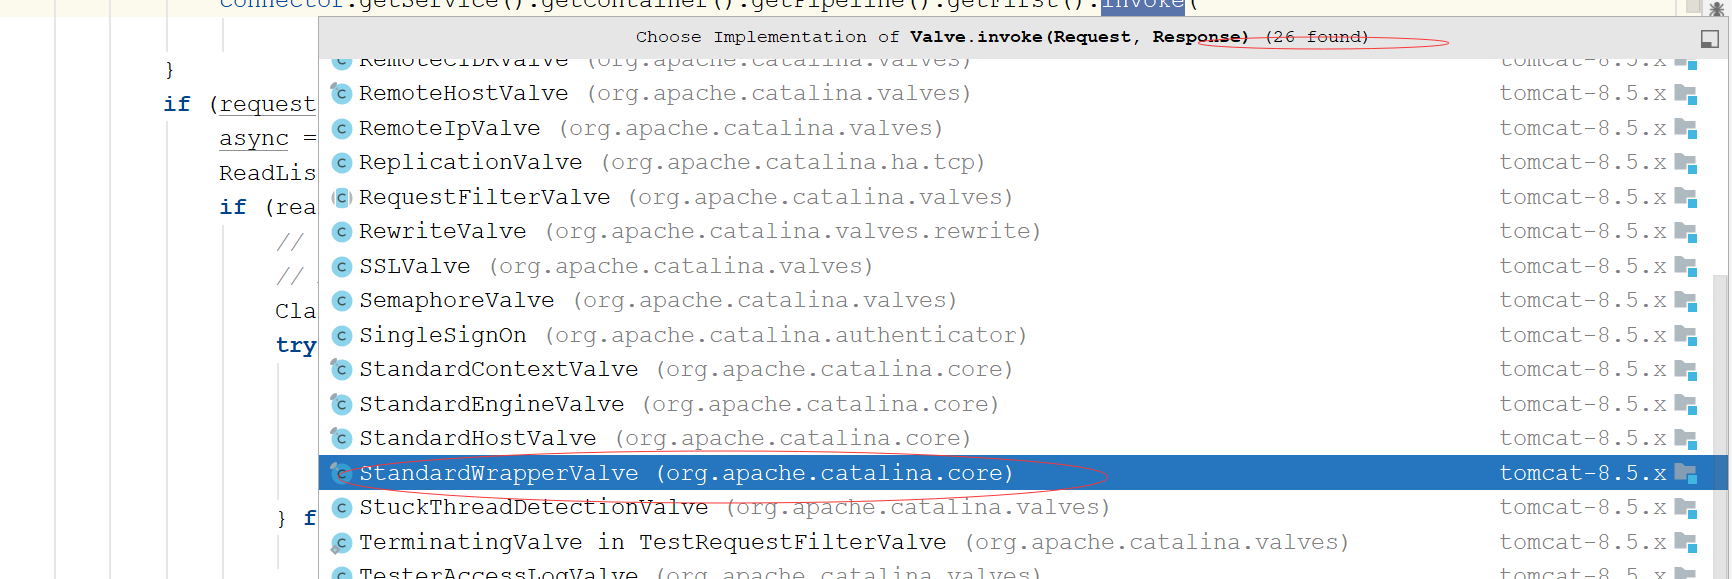 connector.getService().getContainer().getPipeline().getFirst().invoke(
Choose Implementation of Valve.invoke(Request, Response) (26 found)
RemoteCIDRValve (org.apache.catalina.valves) tomcat-8.5.x
}
RemoteHostValve (org.apache.catalina.valves) tomcat-8.5.x
if (request
RemoteIpValve (org.apache.catalina.valves) tomcat-8.5.x
async =
ReplicationValve (org.apache.catalina.ha.tcp) tomcat-8.5.x
ReadLis
RequestFilterValve (org.apache.catalina.valves) tomcat-8.5.x
if (rea
RewriteValve (org.apache.catalina.valves.rewrite) tomcat-8.5.x
//
SSLValve (org.apache.catalina.valves) tomcat-8.5.x
//
SemaphoreValve (org.apache.catalina.valves) tomcat-8.5.x
Cla
SingleSignOn (org.apache.catalina.authenticator) tomcat-8.5.x
try
StandardContextValve (org.apache.catalina.core) tomcat-8.5.x
StandardEngineValve (org.apache.catalina.core) tomcat-8.5.x
StandardHostValve (org.apache.catalina.core) tomcat-8.5.x
StandardWrapperValve (org.apache.catalina.core) tomcat-8.5.x
StuckThreadDetectionValve (org.apache.catalina.valves) tomcat-8.5.x
} f
TerminatingValve in TestRequestFilterValve (org.apache.catalina.valves) tomcat-8.5.x
TesterAccessLogValve (org.apache.catalina.valves) tomcat-8.5.x